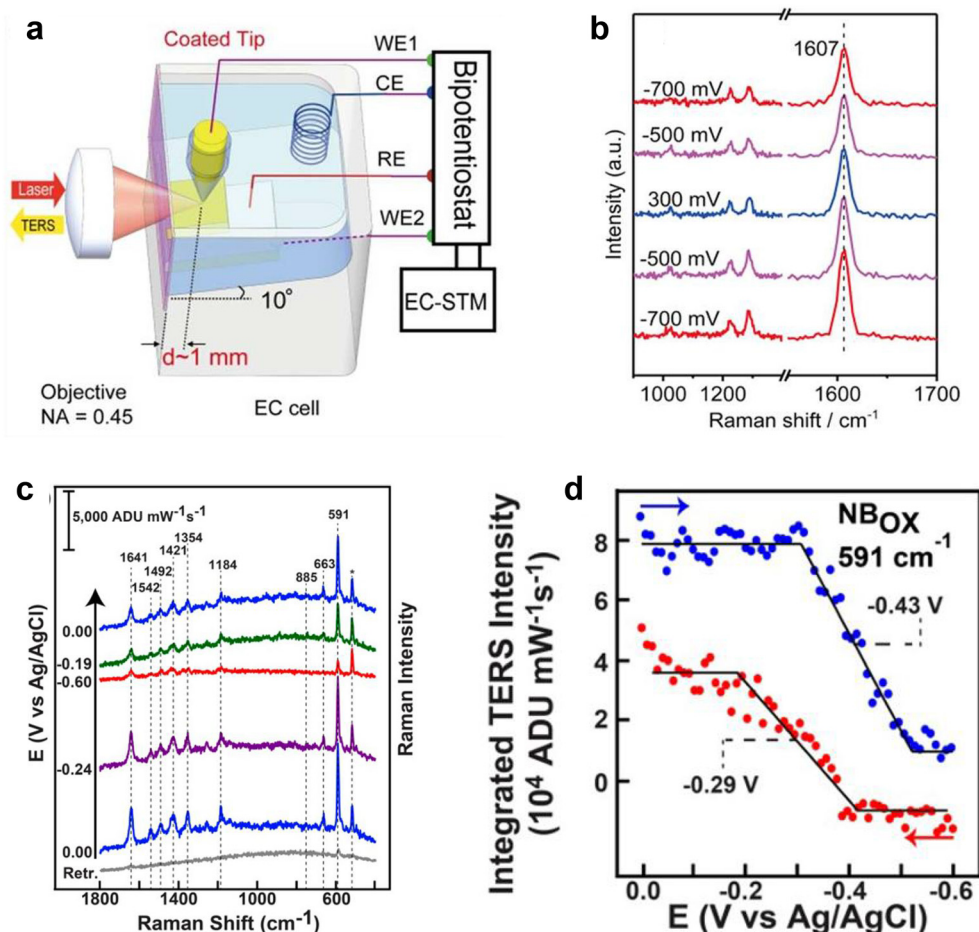 a
Coated Tip
WE1
CE
RE
WE2
Bipotentiostat
EC-STM
Laser
TERS
10°
d~1 mm
Objective
NA = 0.45
EC cell
b
1607
-700 mV
-500 mV
300 mV
-500 mV
-700 mV
Intensity (a.u.)
1000 1200 1600 1700
Raman shift / cm⁻¹
c
5,000 ADU mW⁻¹s⁻¹
1641
1542
1492
1421
1354
1184
885
663
591
*
0.00
-0.19
-0.60
-0.24
0.00
Retr.
E (V vs Ag/AgCl)
Raman Intensity
1800 1400 1000 600
Raman Shift (cm⁻¹)
d
NBOX
591 cm⁻¹
-0.43 V
-0.29 V
8
6
4
2
0
Integrated TERS Intensity
(10⁴ ADU mW⁻¹s⁻¹)
0.0 -0.2 -0.4 -0.6
E (V vs Ag/AgCl)